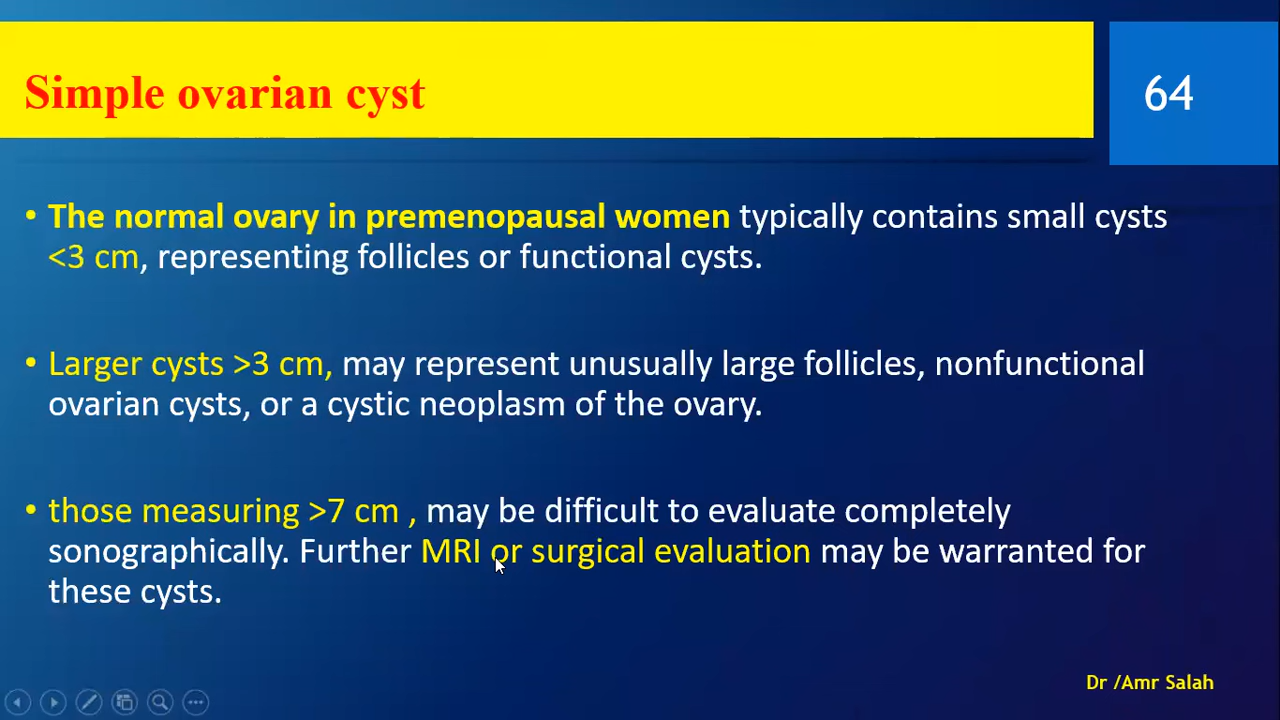 Simple ovarian cyst
64
• The normal ovary in premenopausal women typically contains small cysts
<3 cm, representing follicles or functional cysts.
• Larger cysts >3 cm, may represent unusually large follicles, nonfunctional
ovarian cysts, or a cystic neoplasm of the ovary.
• those measuring >7 cm , may be difficult to evaluate completely
sonographically. Further MRI or surgical evaluation may be warranted for
these cysts.
Dr /Amr Salah